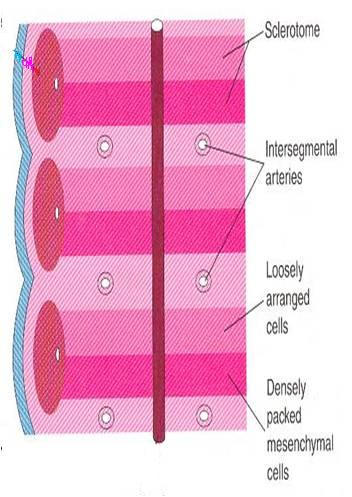 Sclerotome
Intersegmental
arteries
Loosely
arranged
cells
Densely
packed
mesenchymal
cells